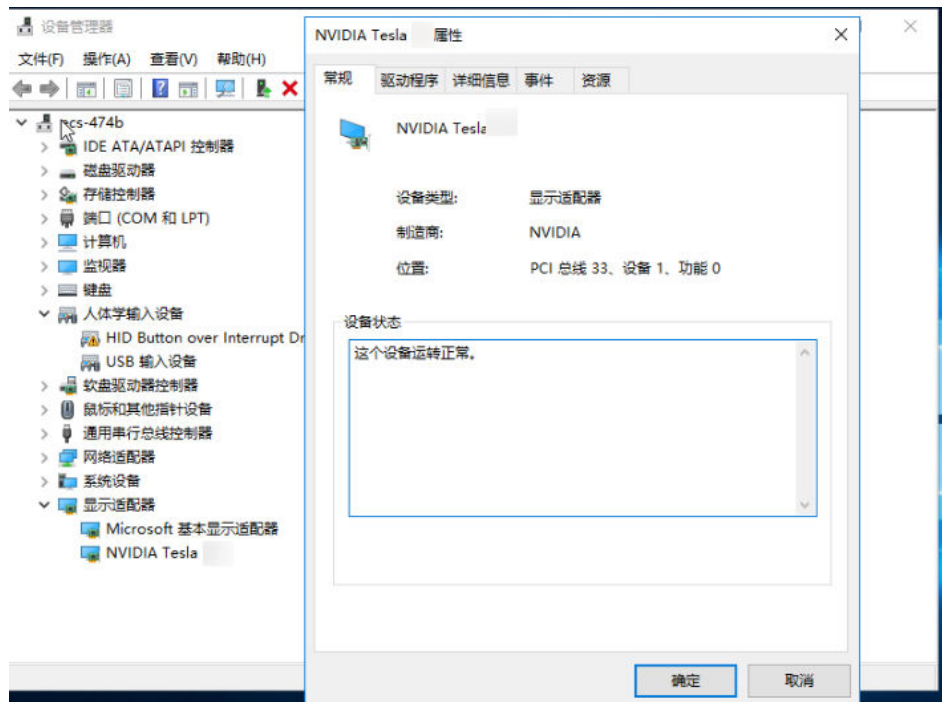 设备管理器
文件(F) 操作(A) 查看(V) 帮助(H)
ecs-474b
IDE ATA/ATAPI 控制器
磁盘驱动器
存储控制器
端口 (COM 和 LPT)
计算机
监视器
键盘
人体学输入设备
HID Button over Interrupt Dr
USB 输入设备
软盘驱动器控制器
鼠标和其他指针设备
通用串行总线控制器
网络适配器
系统设备
显示适配器
Microsoft 基本显示适配器
NVIDIA Tesla
NVIDIA Tesla 属性
常规 驱动程序 详细信息 事件 资源
NVIDIA Tesla
设备类型: 显示适配器
制造商: NVIDIA
位置: PCI 总线 33、设备 1、功能 0
设备状态
这个设备运转正常。
确定 取消